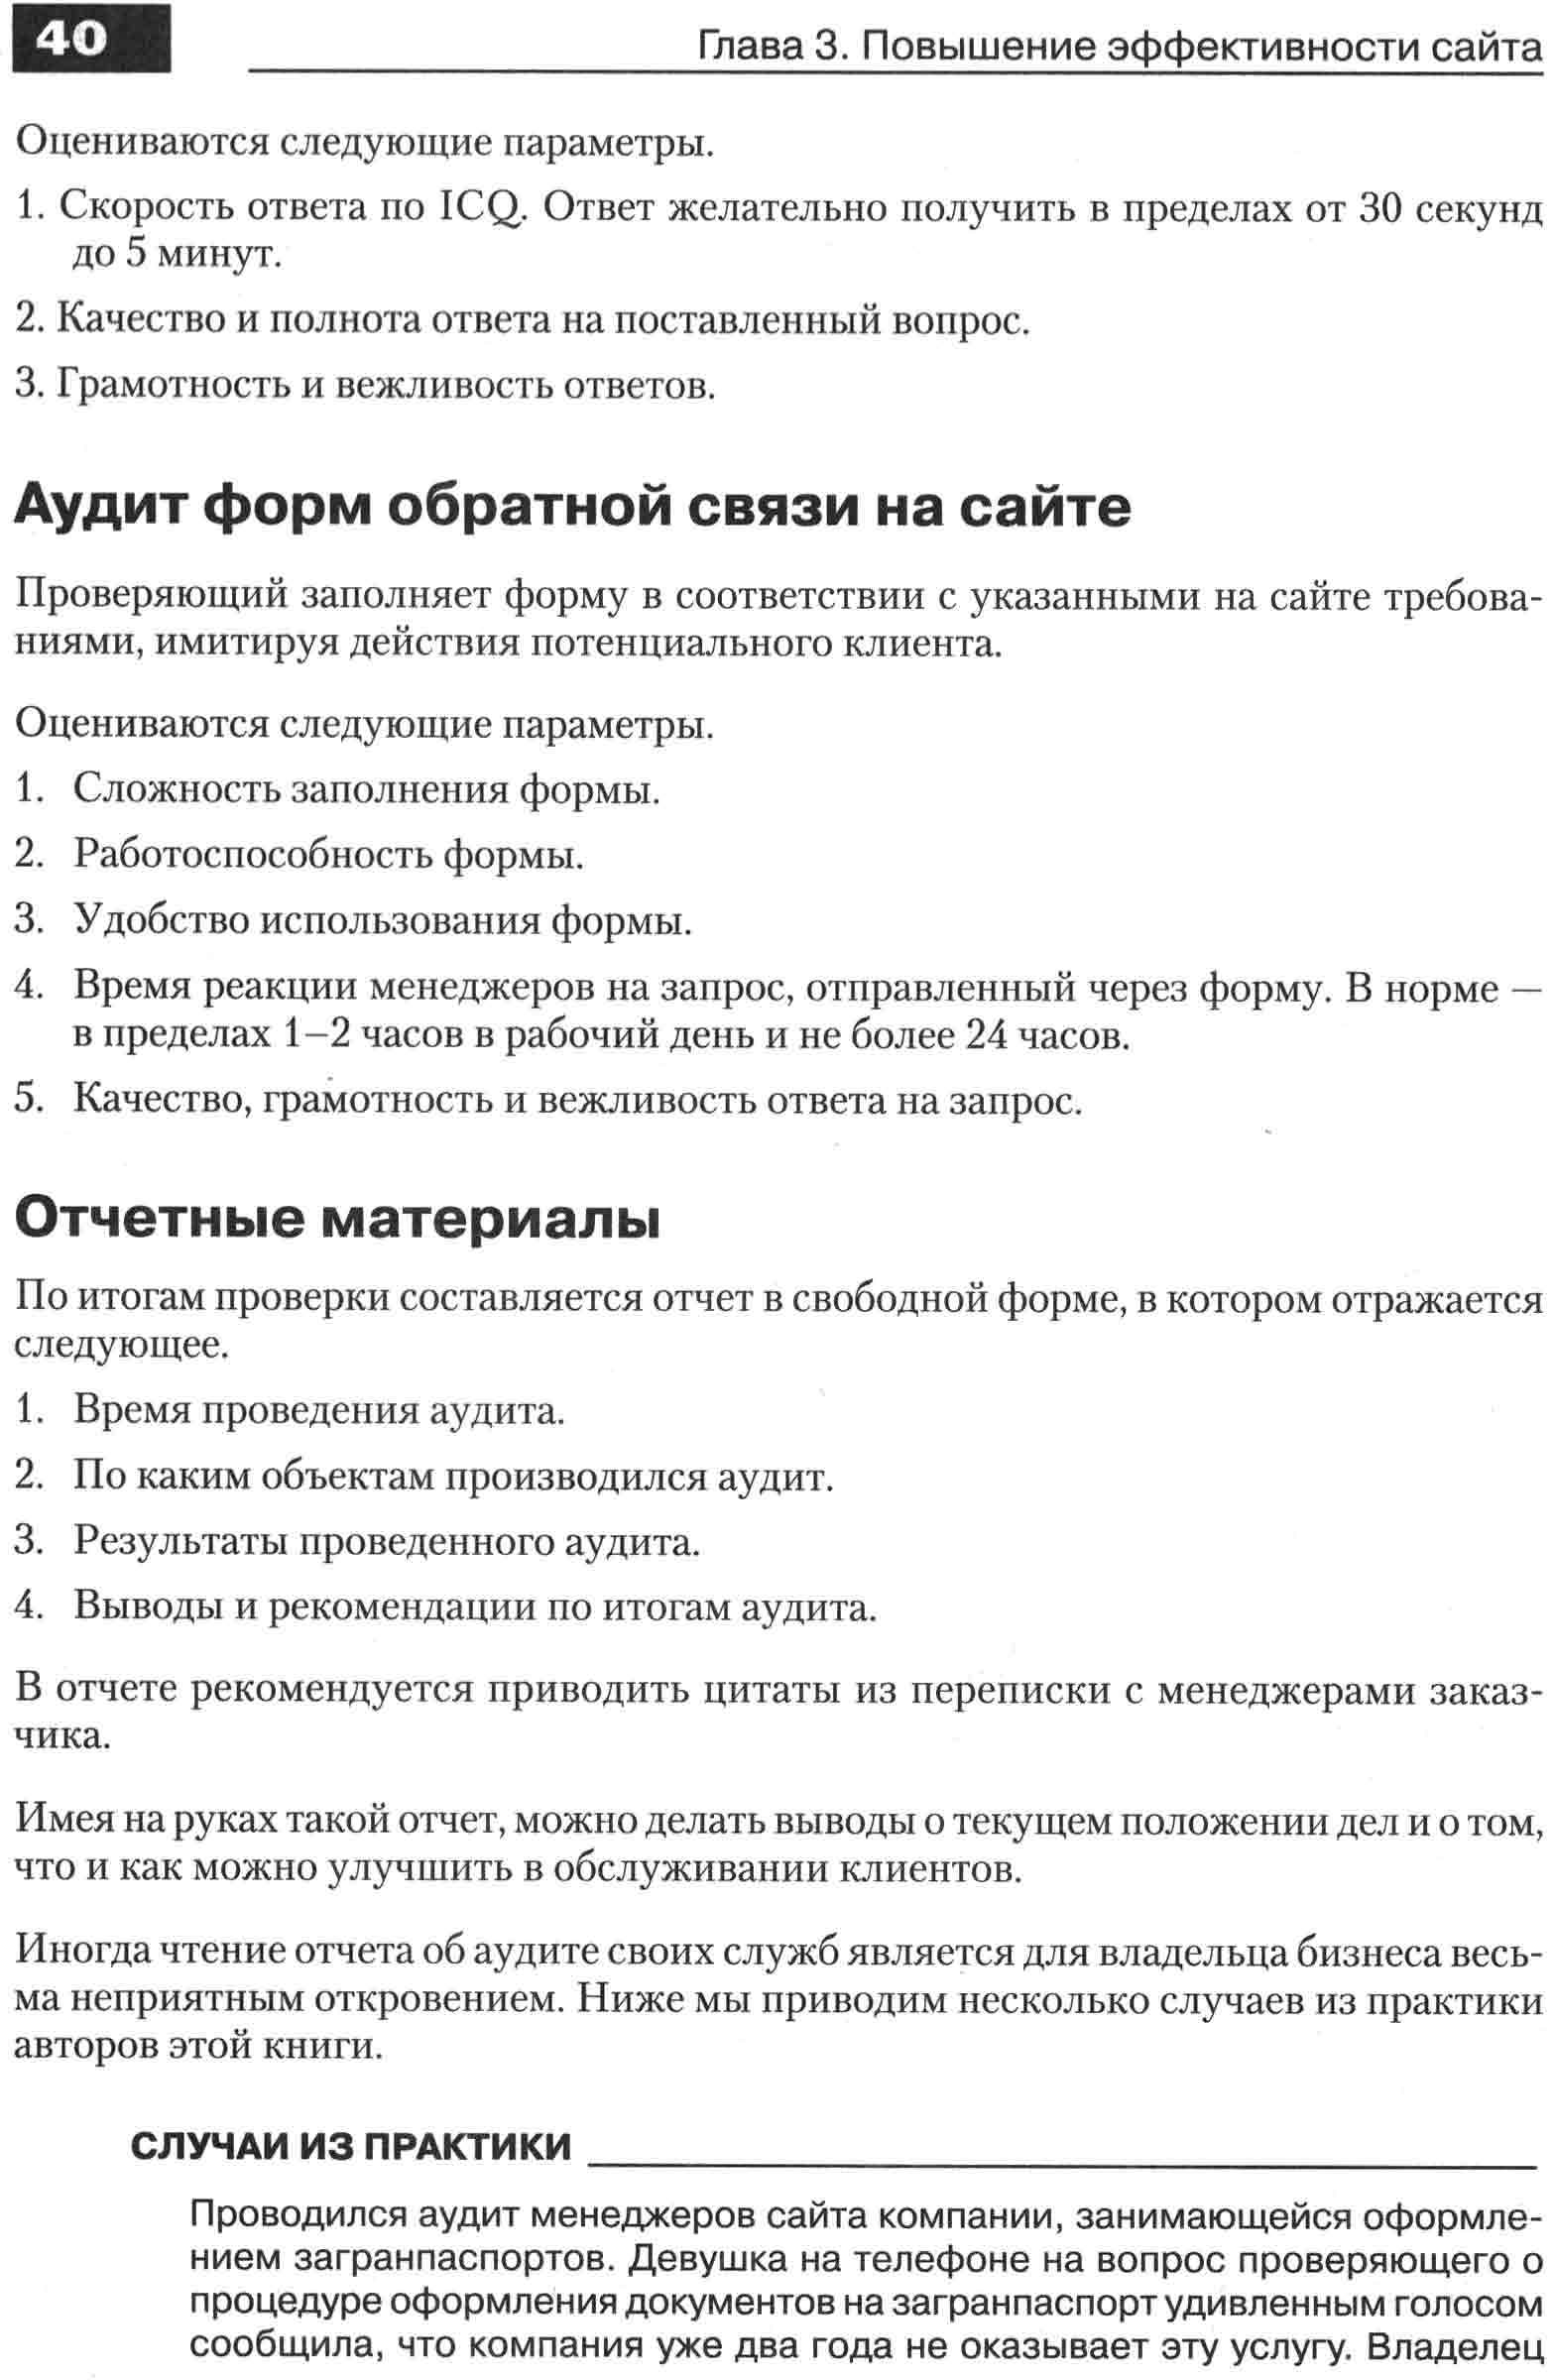 40
Глава 3. Повышение эффективности сайта
Оцениваются следующие параметры.
1. Скорость ответа по ICQ. Ответ желательно получить в пределах от 30 секунд
до 5 минут.
2. Качество и полнота ответа на поставленный вопрос.
3. Грамотность и вежливость ответов.
Аудит форм обратной связи на сайте
Проверяющий заполняет форму в соответствии с указанными на сайте требова-
ниями, имитируя действия потенциального клиента.
Оцениваются следующие параметры.
1. Сложность заполнения формы.
2. Работоспособность формы.
3. Удобство использования формы.
4. Время реакции менеджеров на запрос, отправленный через форму. В норме —
в пределах 1–2 часов в рабочий день и не более 24 часов.
5. Качество, грамотность и вежливость ответа на запрос.
Отчетные материалы
По итогам проверки составляется отчет в свободной форме, в котором отражается
следующее.
1. Время проведения аудита.
2. По каким объектам производился аудит.
3. Результаты проведенного аудита.
4. Выводы и рекомендации по итогам аудита.
В отчете рекомендуется приводить цитаты из переписки с менеджерами заказ-
чика.
Имея на руках такой отчет, можно делать выводы о текущем положении дел и о том,
что и как можно улучшить в обслуживании клиентов.
Иногда чтение отчета об аудите своих служб является для владельца бизнеса весь-
ма неприятным откровением. Ниже мы приводим несколько случаев из практики
авторов этой книги.
СЛУЧАИ ИЗ ПРАКТИКИ
Проводился аудит менеджеров сайта компании, занимающейся оформле-
нием загранпаспортов. Девушка на телефоне на вопрос проверяющего о
процедуре оформления документов на загранпаспорт удивленным голосом
сообщила, что компания уже два года не оказывает эту услугу. Владелец